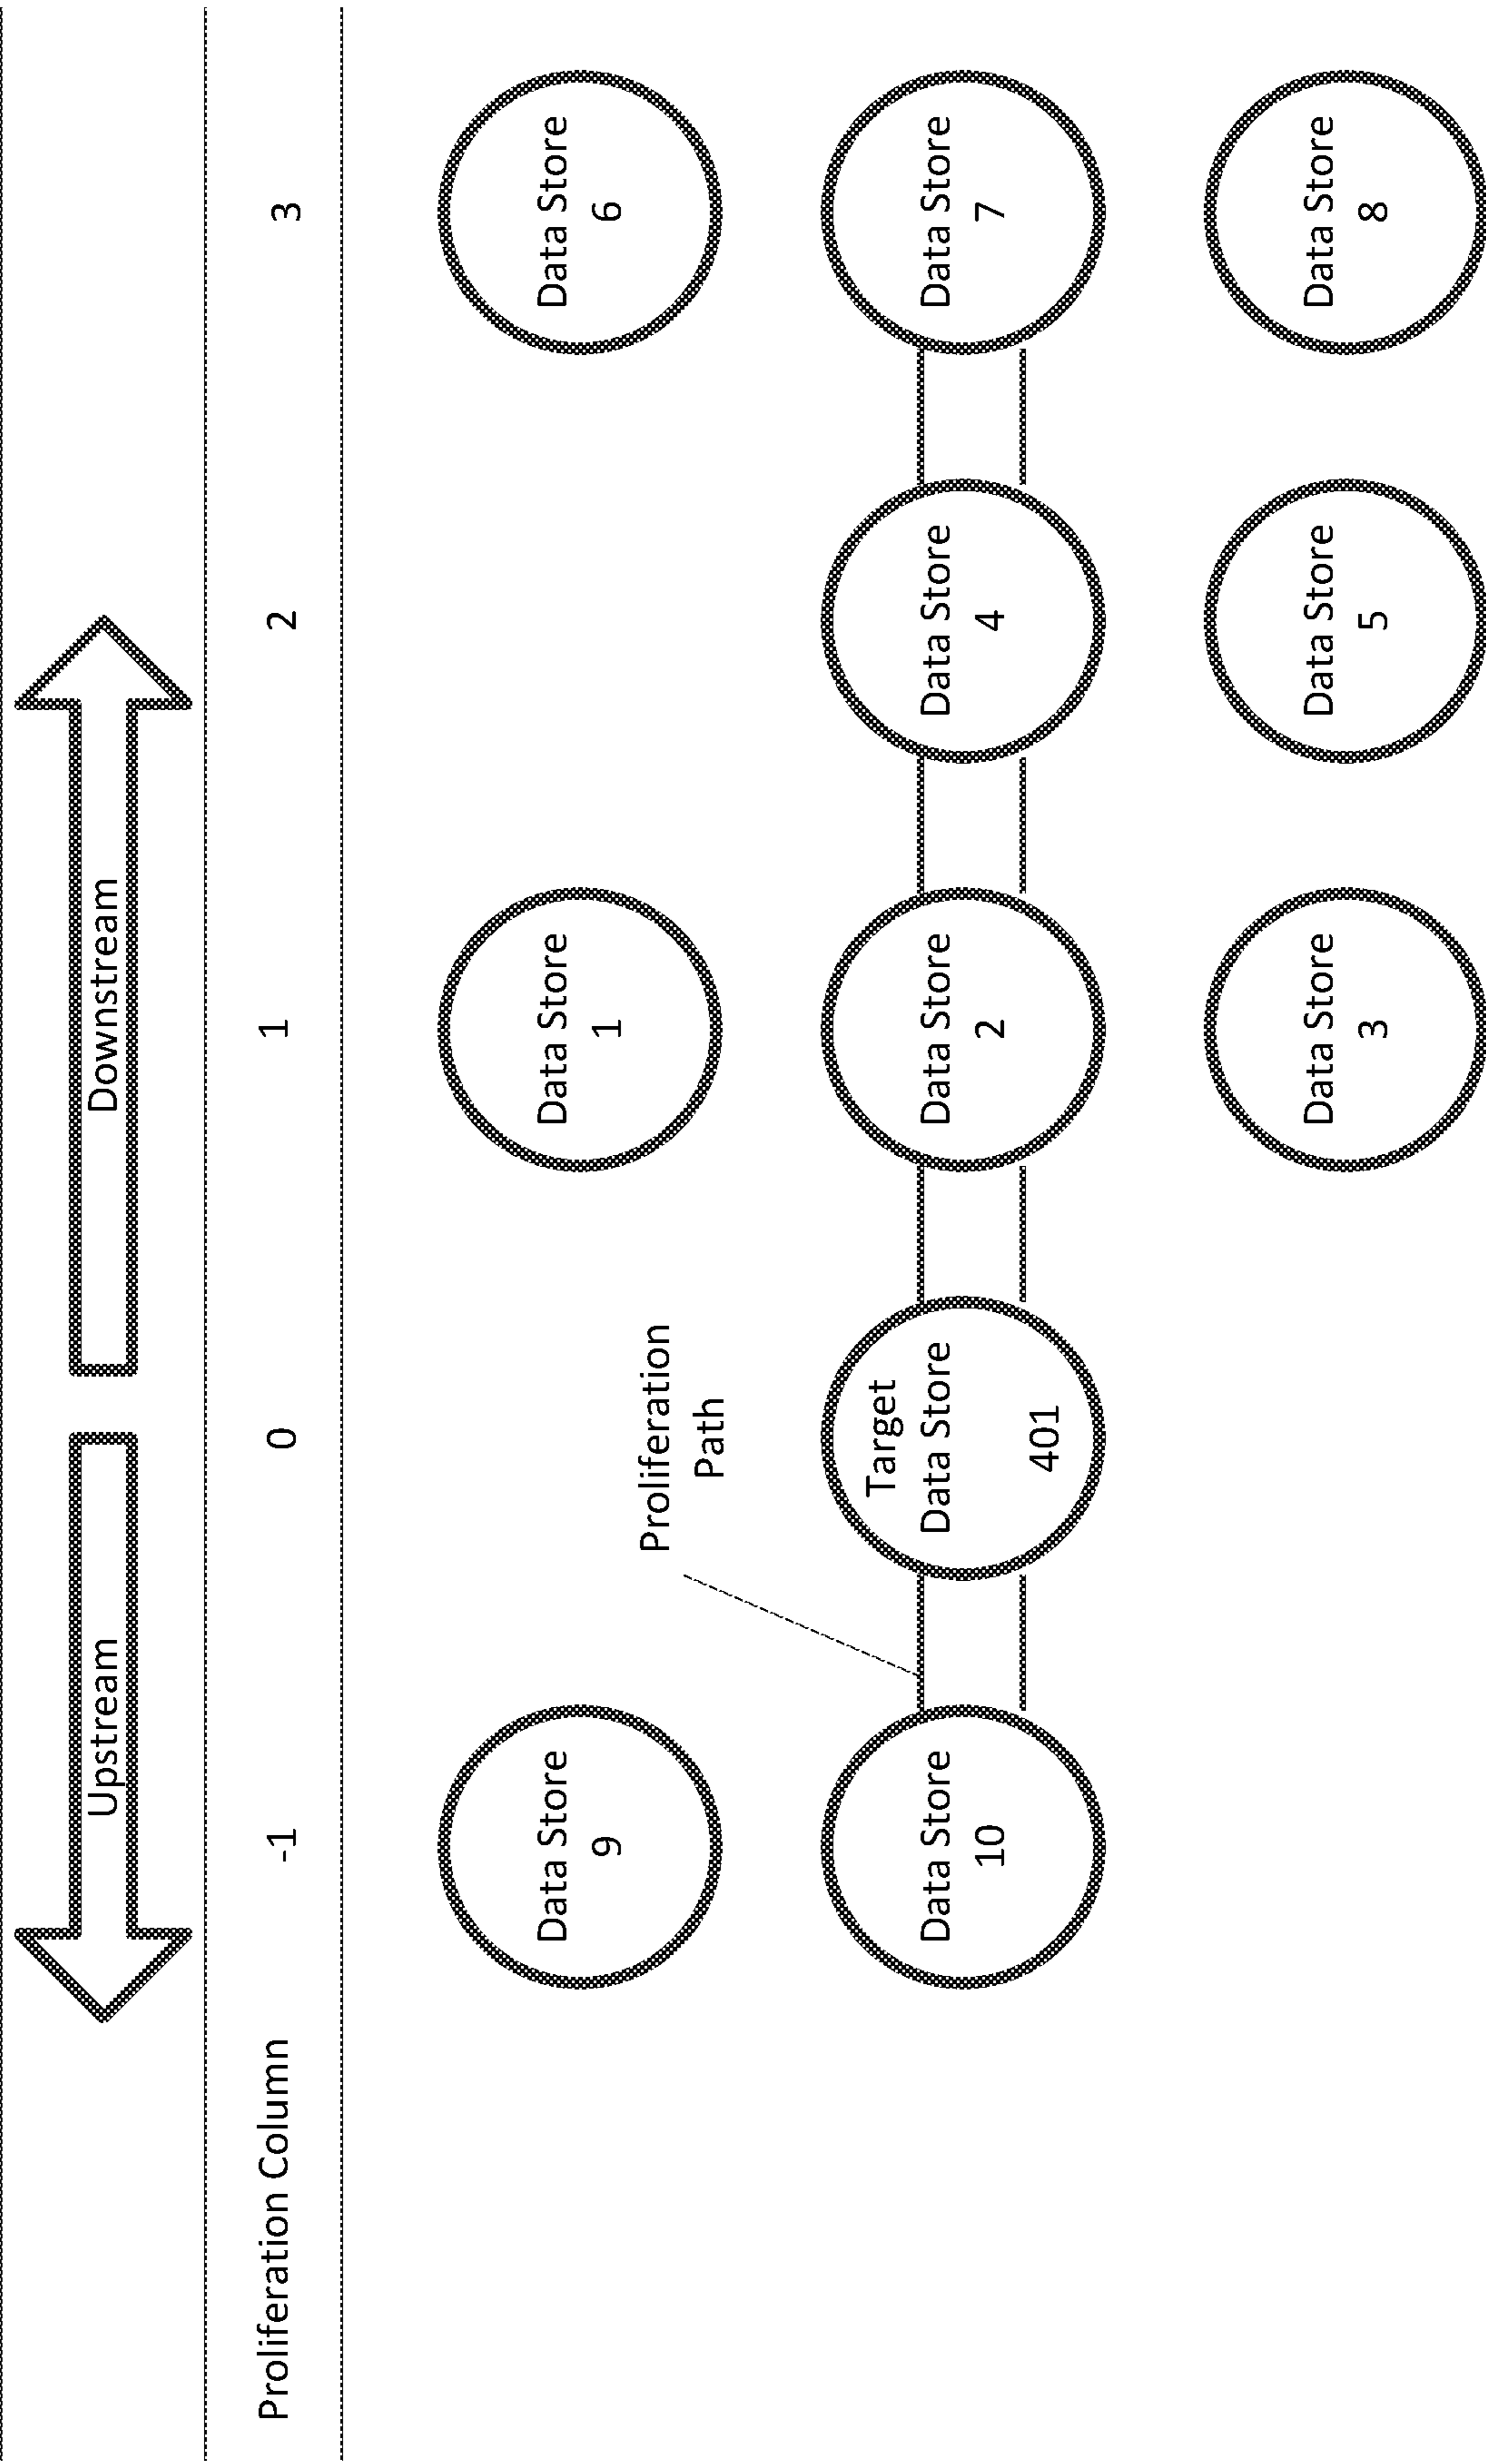 Upstream
Downstream
Proliferation Column
-1
0
1
2
3
Data Store
9
Data Store
1
Data Store
6
Proliferation
Path
Data Store
10
Target
Data Store
401
Data Store
2
Data Store
4
Data Store
7
Data Store
3
Data Store
5
Data Store
8